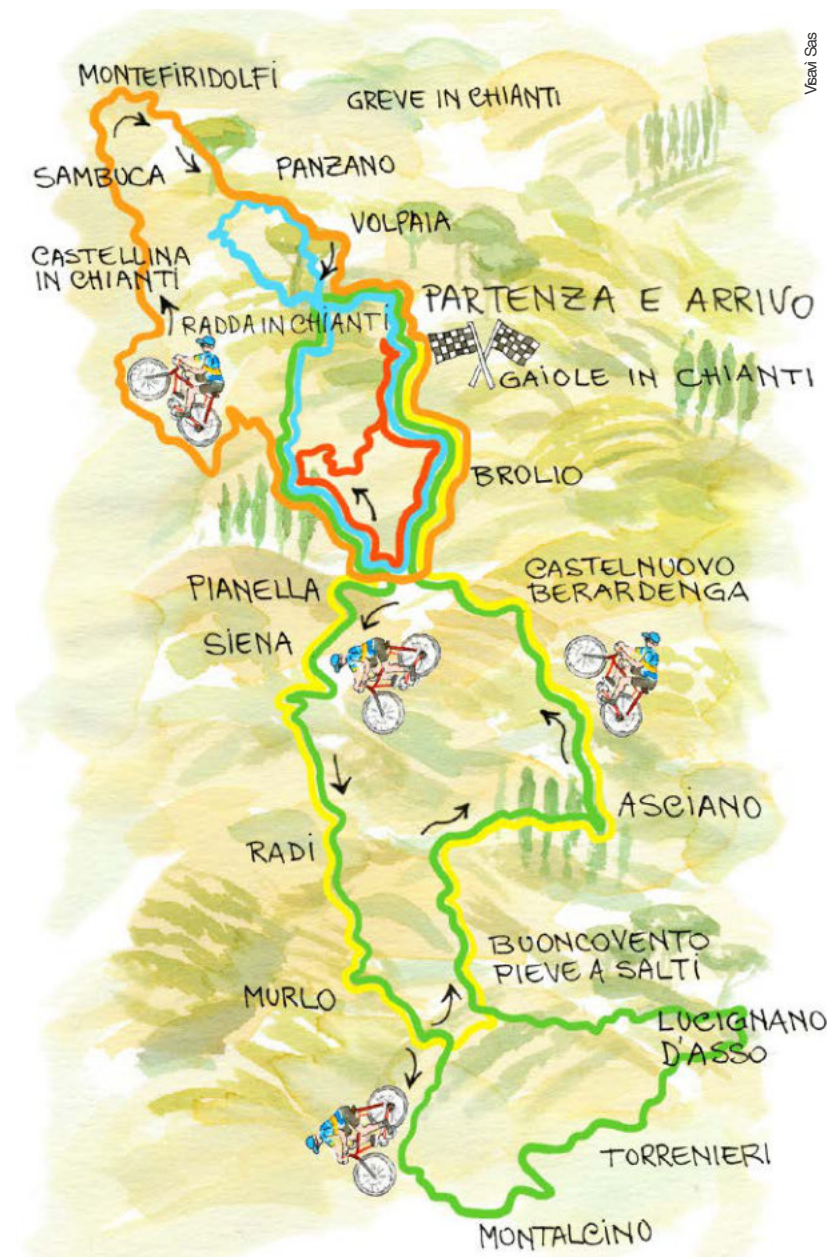 Visavi Sas
MONTEFIRIDOLFI
GREVE IN CHIANTI
SAMBUCA
PANZANO
VOLPAIA
CASTELLINA
IN CHIANTI
PARTENZA E ARRIVO
RADDA IN CHIANTI
GAIOLE IN CHIANTI
BROLIO
PIANELLA
CASTELNUOVO
BERARDENGA
SIENA
ASCIANO
RADI
BUONCOVENTO
PIEVE A SALTI
MURLO
LUCIGNANO
D'ASSO
TORRENIERI
MONTALCINO